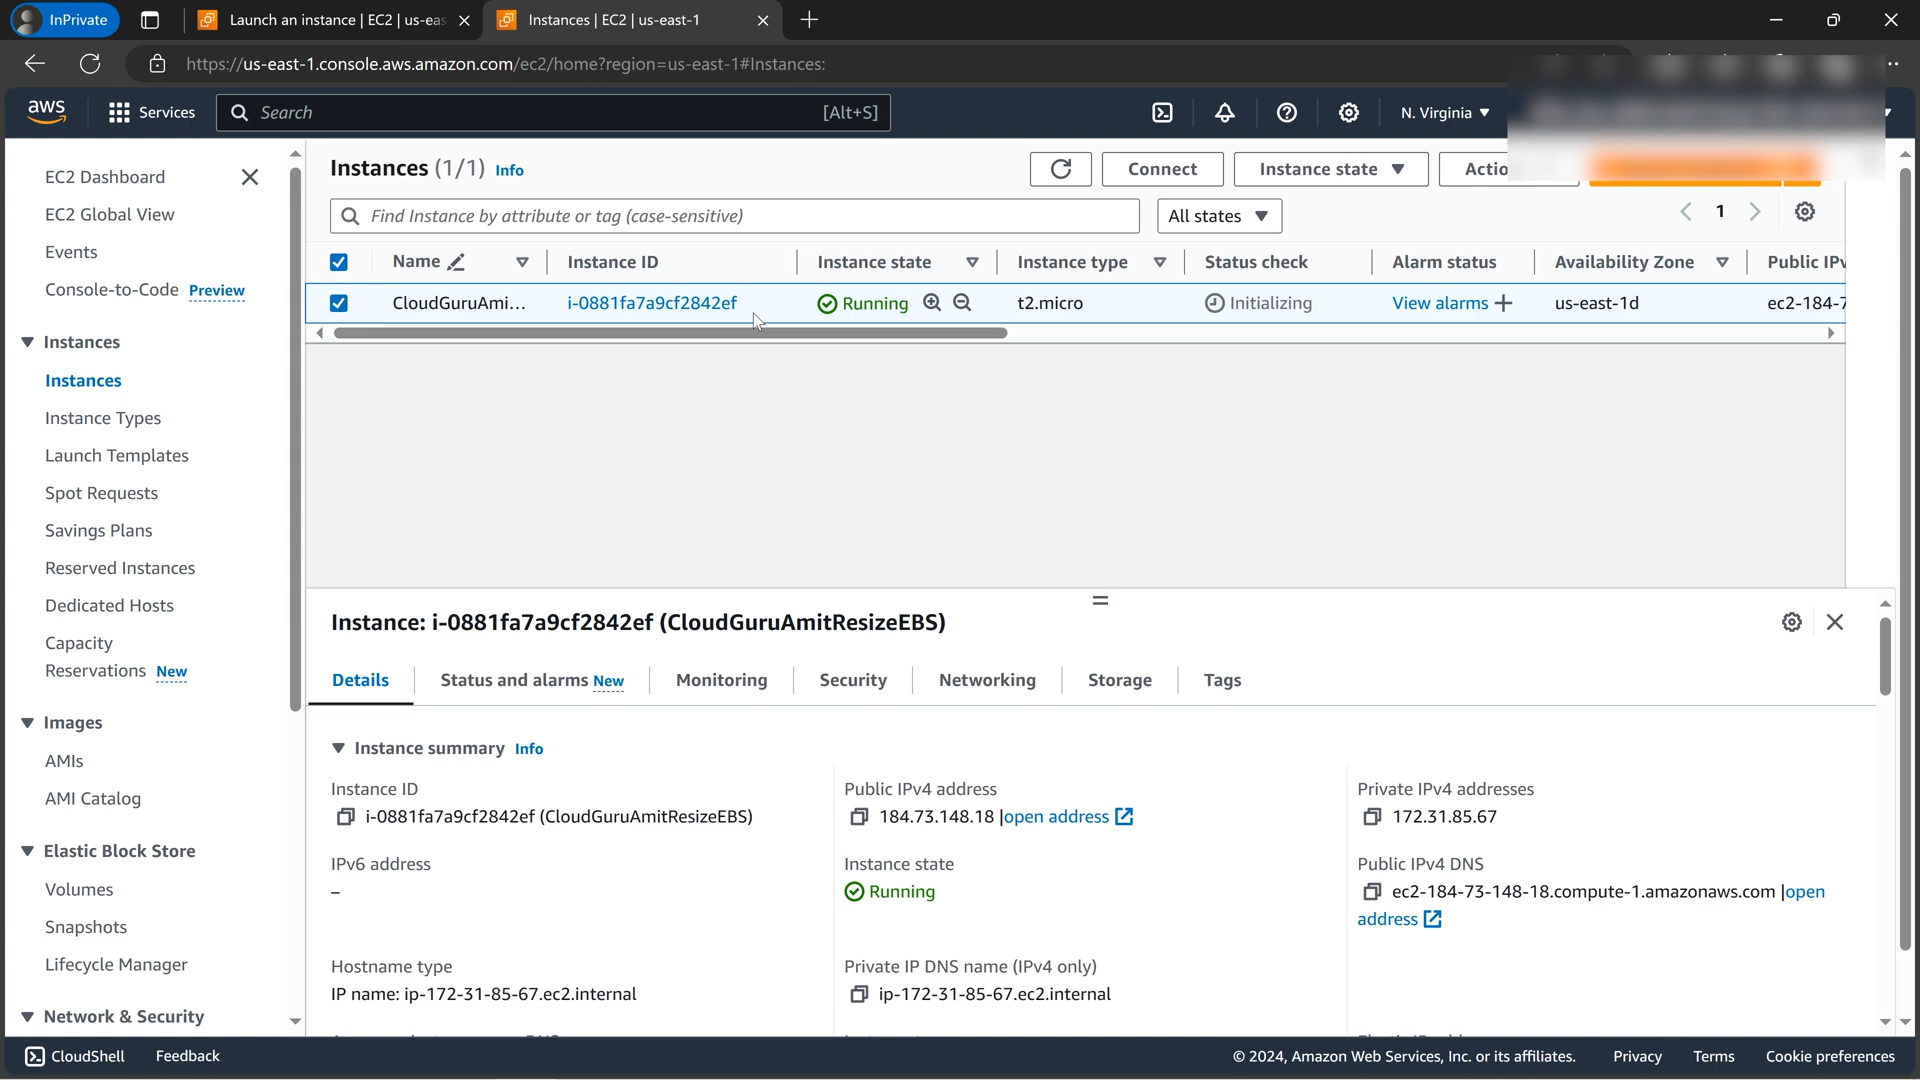 InPrivate
Launch an instance | EC2 | us-eas
Instances | EC2 | us-east-1
https://us-east-1.console.aws.amazon.com/ec2/home?region=us-east-1#Instances:
aws
Services
Search
[Alt+S]
N. Virginia
EC2 Dashboard
EC2 Global View
Events
Console-to-Code Preview
Instances
Instances
Instance Types
Launch Templates
Spot Requests
Savings Plans
Reserved Instances
Dedicated Hosts
Capacity
Reservations New
Images
AMIs
AMI Catalog
Elastic Block Store
Volumes
Snapshots
Lifecycle Manager
Network & Security
Instances (1/1) Info
Connect
Instance state
Actio
Find Instance by attribute or tag (case-sensitive)
All states
1
Name
Instance ID
Instance state
Instance type
Status check
Alarm status
Availability Zone
Public IPv
CloudGuruAmi...
i-0881fa7a9cf2842ef
Running
t2.micro
Initializing
View alarms
us-east-1d
ec2-184-7
Instance: i-0881fa7a9cf2842ef (CloudGuruAmitResizeEBS)
Details
Status and alarms New
Monitoring
Security
Networking
Storage
Tags
Instance summary Info
Instance ID
i-0881fa7a9cf2842ef (CloudGuruAmitResizeEBS)
Public IPv4 address
184.73.148.18 |open address
Private IPv4 addresses
172.31.85.67
IPv6 address
–
Instance state
Running
Public IPv4 DNS
ec2-184-73-148-18.compute-1.amazonaws.com |open
address
Hostname type
IP name: ip-172-31-85-67.ec2.internal
Private IP DNS name (IPv4 only)
ip-172-31-85-67.ec2.internal
CloudShell
Feedback
© 2024, Amazon Web Services, Inc. or its affiliates.
Privacy
Terms
Cookie preferences